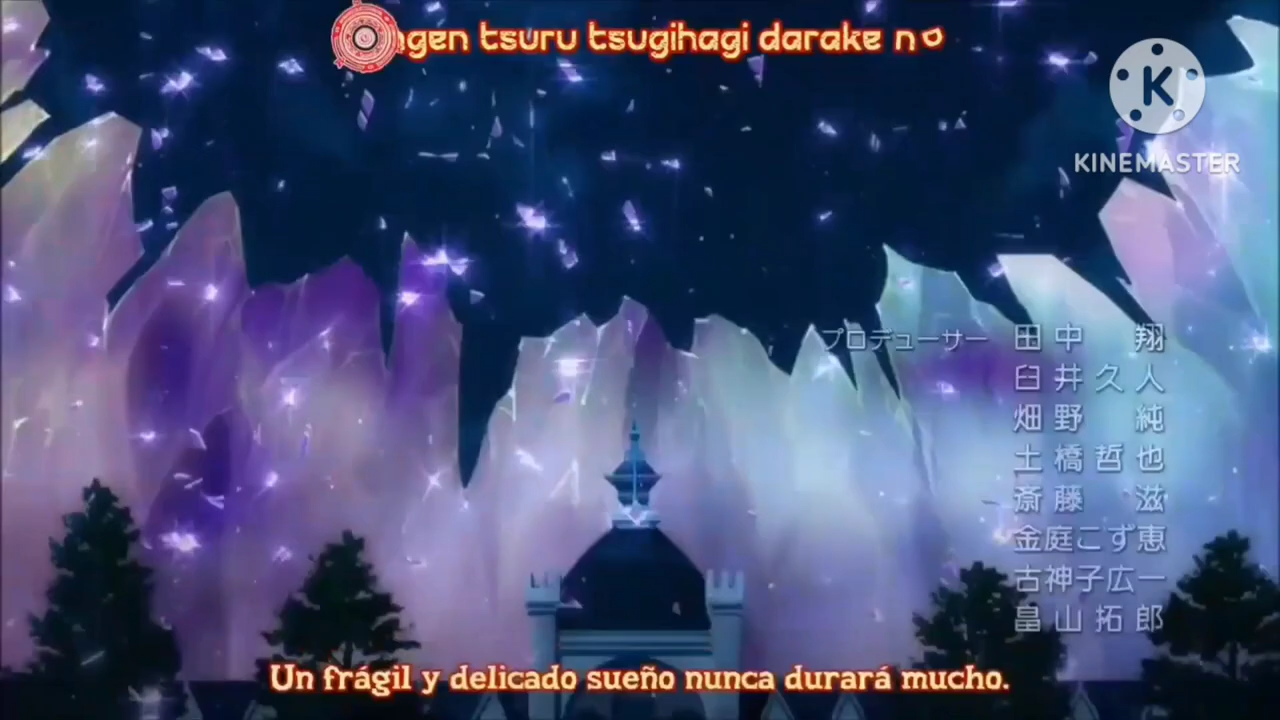 ngen tsuru tsugihagi darake no
K
KINEMASTER
プロデューサー 田中 翔
臼井久人
畑野 純
土橋哲也
斎藤 滋
金庭こず恵
古神子広一
畠山拓郎
Un frágil y delicado sueño nunca durará mucho.